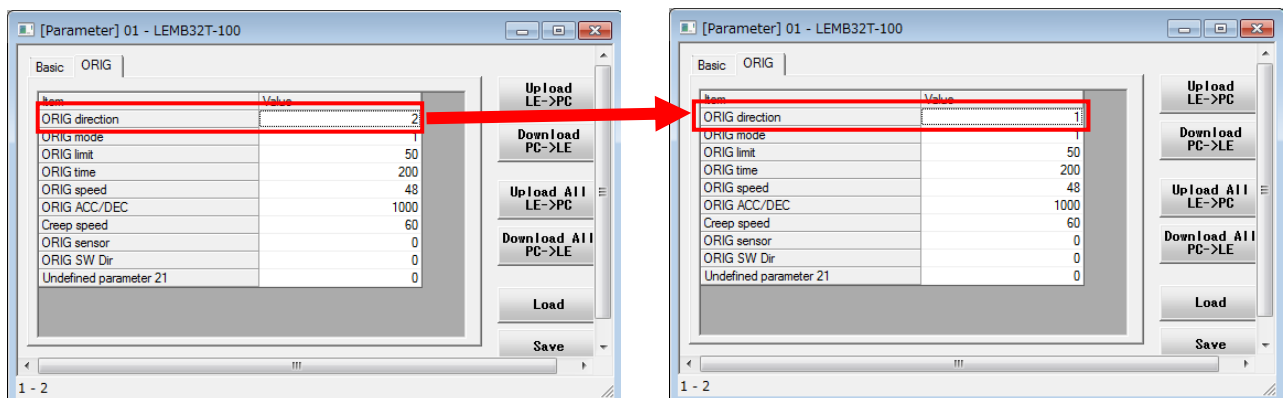 [Parameter] 01 - LEMB32T-100
Basic ORIG
Item Value
ORIG direction 2
ORIG mode 1
ORIG limit 50
ORIG time 200
ORIG speed 48
ORIG ACC/DEC 1000
Creep speed 60
ORIG sensor 0
ORIG SW Dir 0
Undefined parameter 21 0
Upload
LE->PC
Download
PC->LE
Upload All
LE->PC
Download All
PC->LE
Load
Save
1 - 2
[Parameter] 01 - LEMB32T-100
Basic ORIG
Item Value
ORIG direction 1
ORIG mode 1
ORIG limit 50
ORIG time 200
ORIG speed 48
ORIG ACC/DEC 1000
Creep speed 60
ORIG sensor 0
ORIG SW Dir 0
Undefined parameter 21 0
Upload
LE->PC
Download
PC->LE
Upload All
LE->PC
Download All
PC->LE
Load
Save
1 - 2